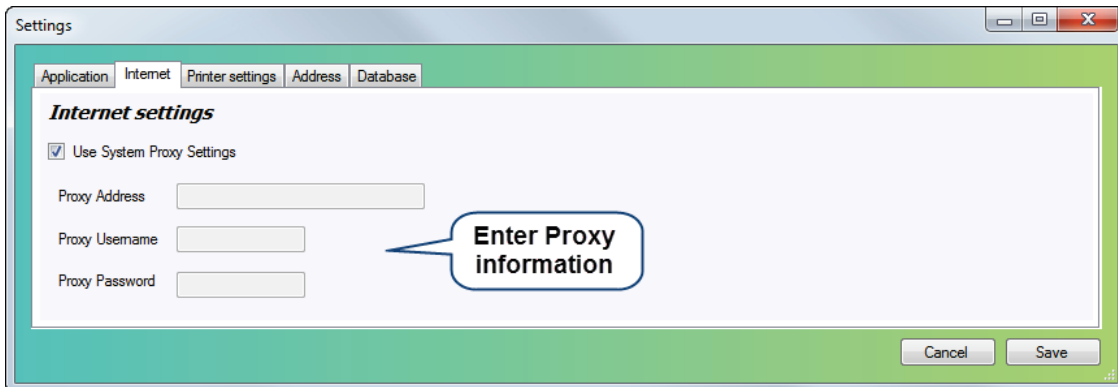 Settings
Application Internet Printer settings Address Database
Internet settings
Use System Proxy Settings
Proxy Address
Proxy Username
Proxy Password
Enter Proxy
information
Cancel Save